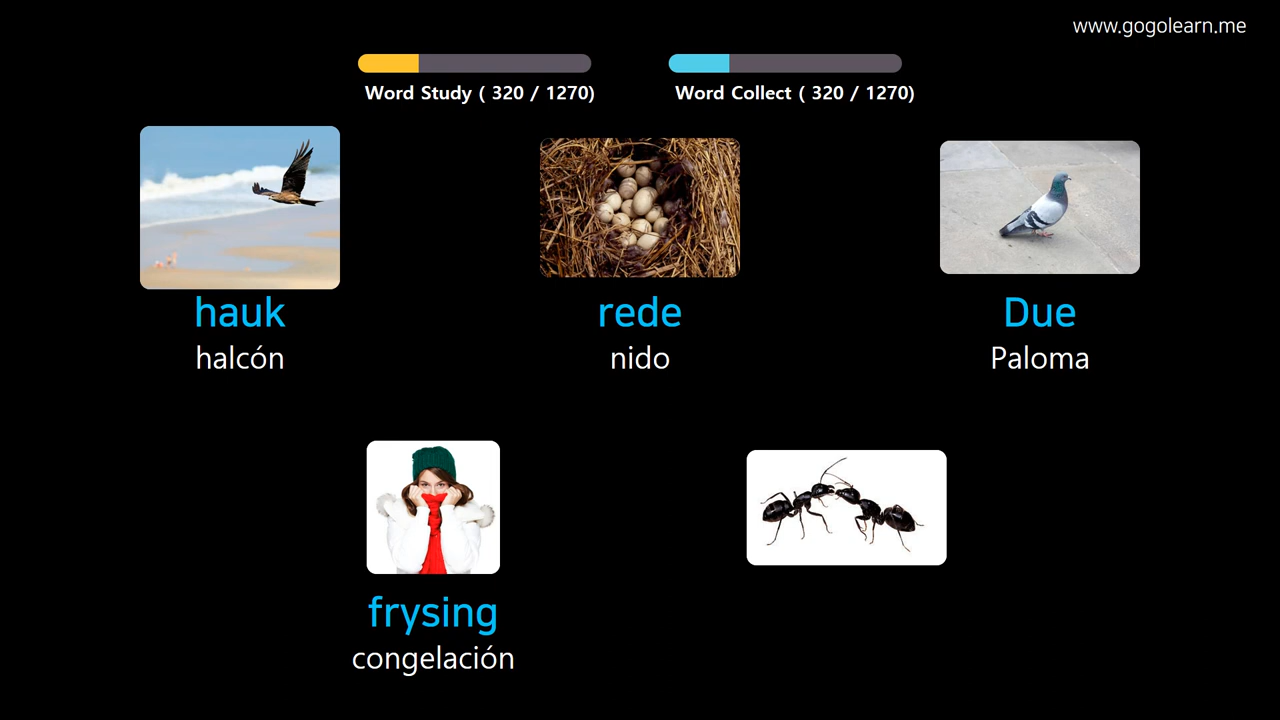 www.gogolearn.me
Word Study ( 320 / 1270)
Word Collect ( 320 / 1270)
hauk
halcón
rede
nido
Due
Paloma
frysing
congelación